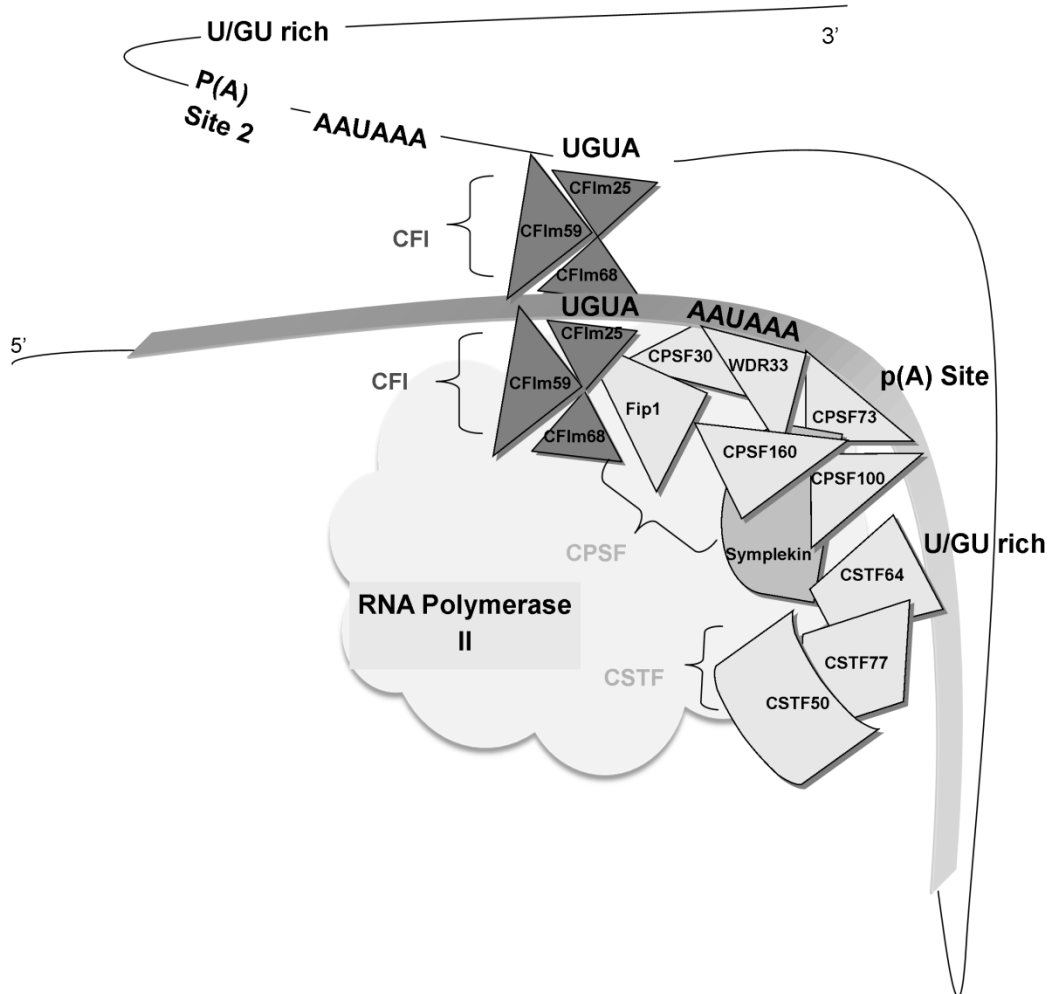 U/GU rich
3’
P(A)
Site 2
AAUAAA
UGUA
CFIm25
CFIm59
CFI
CFIm68
UGUA
AAUAAA
5’
CFIm25
CPSF30
WDR33
p(A) Site
CFI
CFIm59
Fip1
CPSF73
CFIm68
CPSF160
CPSF100
CPSF
Symplekin
U/GU rich
CSTF64
RNA Polymerase
II
CSTF
CSTF77
CSTF50